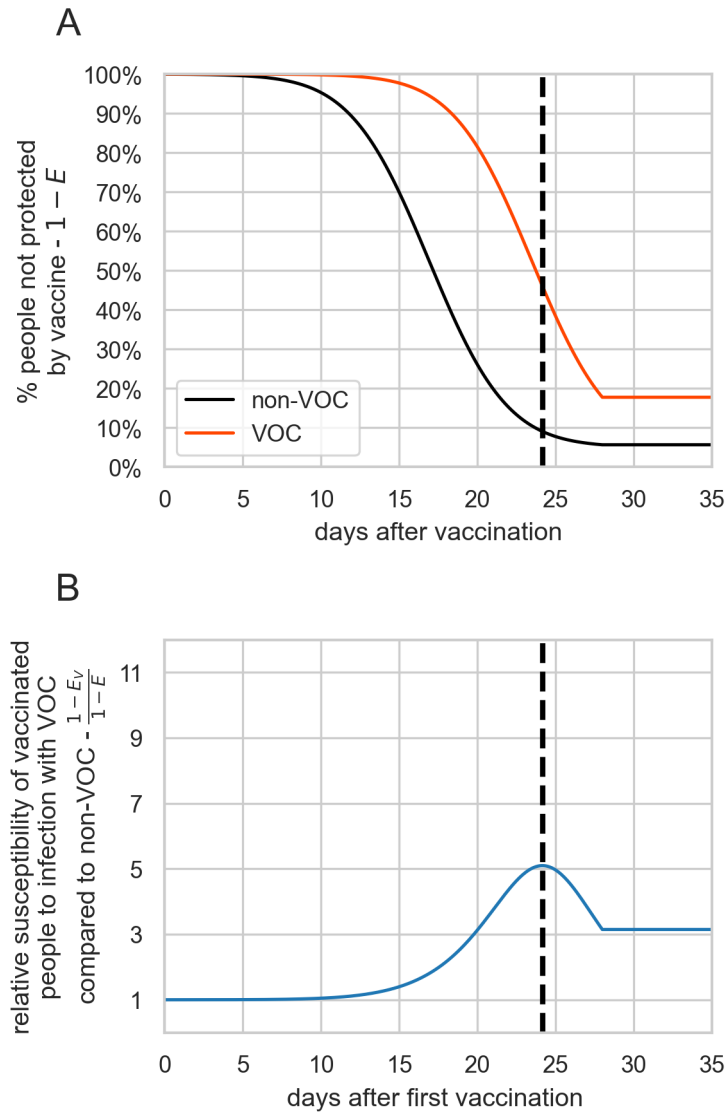 A
100%
90%
80%
70%
60%
50%
40%
30%
20%
10%
0%
% people not protected
by vaccine - 1 − E
non-VOC
VOC
0 5 10 15 20 25 30 35
days after vaccination
B
11
9
7
5
3
1
relative susceptibility of vaccinated
people to infection with VOC
compared to non-VOC - \frac{1−E_V}{1−E}
0 5 10 15 20 25 30 35
days after first vaccination